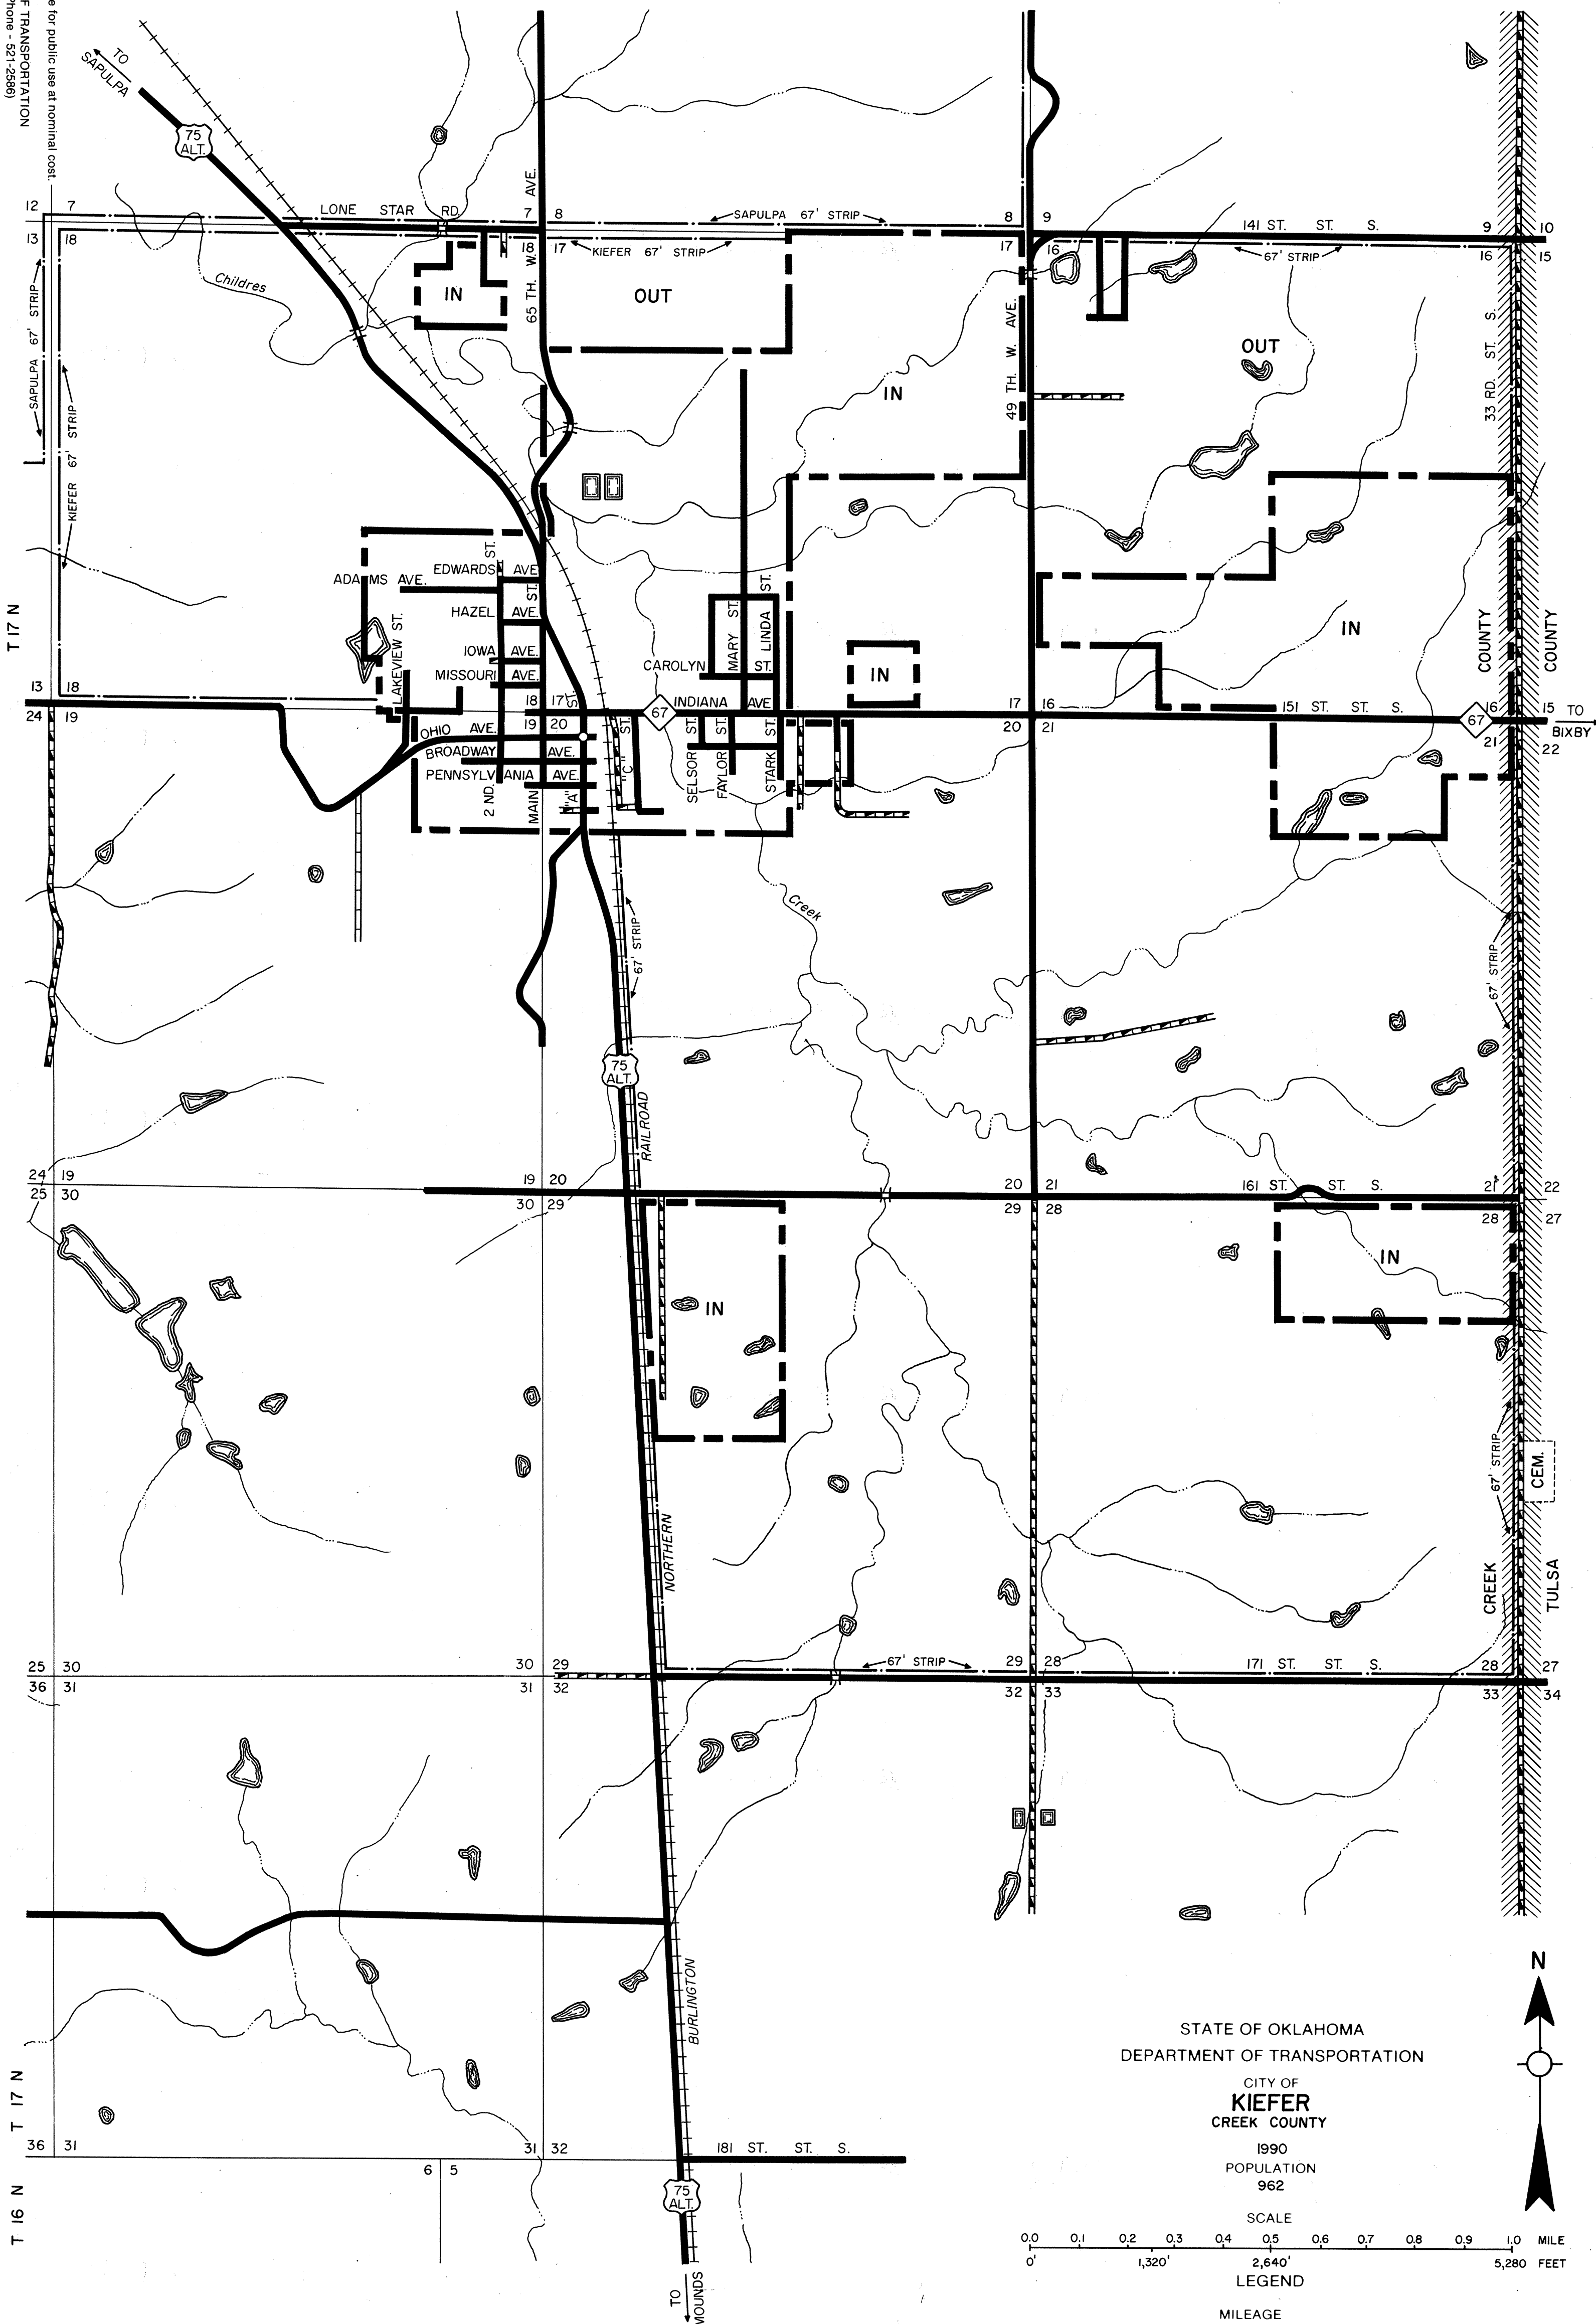 e for public use at nominal cost.
F TRANSPORTATION
Phone - 521-2586)
TO
SAPULPA
75
ALT.
12 7
13 18
LONE STAR RD.
65 TH. W. AVE.
7 8
18 17
SAPULPA 67' STRIP
KIEFER 67' STRIP
8 9
17 16
141 ST. ST. S.
67' STRIP
9 10
16 15
SAPULPA 67' STRIP
KIEFER 67' STRIP
Childres
IN
OUT
IN
49 TH. W. AVE.
OUT
33 RD. ST. S.
T 17 N
EDWARDS AVE.
ST.
ADAMS AVE.
ST.
HAZEL AVE.
LAKEVIEW ST.
IOWA AVE.
MISSOURI AVE.
MARY ST.
LINDA ST.
CAROLYN ST.
IN
IN
COUNTY
COUNTY
13 18
24 19
18 17
19 20
ST.
67
INDIANA AVE.
17 16
20 21
151 ST. ST. S.
67
16 15
21 22
TO
BIXBY
OHIO AVE.
BROADWAY AVE.
PENNSYLVANIA AVE.
2 ND.
MAIN
"A"
"C" ST.
SELSOR ST.
FAYLOR ST.
STARK ST.
Creek
67' STRIP
67' STRIP
75
ALT.
RAILROAD
24 19
25 30
19 20
30 29
20 21
29 28
161 ST. ST. S.
21 22
28 27
IN
IN
67' STRIP
CEM.
NORTHERN
CREEK
TULSA
25 30
36 31
30 29
31 32
67' STRIP
29 28
32 33
171 ST. ST. S.
28 27
33 34
BURLINGTON
T 17 N
36 31
31 32
181 ST. ST. S.
6 5
T 16 N
75
ALT.
TO
MOUNDS
N
STATE OF OKLAHOMA
DEPARTMENT OF TRANSPORTATION
CITY OF
KIEFER
CREEK COUNTY
1990
POPULATION
962
SCALE
0.0 0.1 0.2 0.3 0.4 0.5 0.6 0.7 0.8 0.9 1.0 MILE
0' 1,320' 2,640' 5,280 FEET
LEGEND
MILEAGE